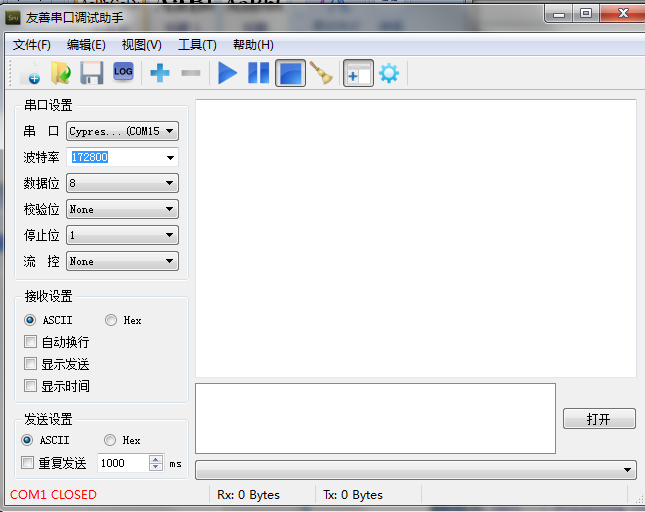 友善串口调试助手
文件(F) 编辑(E) 视图(V) 工具(T) 帮助(H)
LOG
串口设置
串 口 Cypres...(COM15
波特率 172800
数据位 8
校验位 None
停止位 1
流 控 None
接收设置
ASCII Hex
自动换行
显示发送
显示时间
发送设置
ASCII Hex
重复发送 1000 ms
打开
COM1 CLOSED Rx: 0 Bytes Tx: 0 Bytes